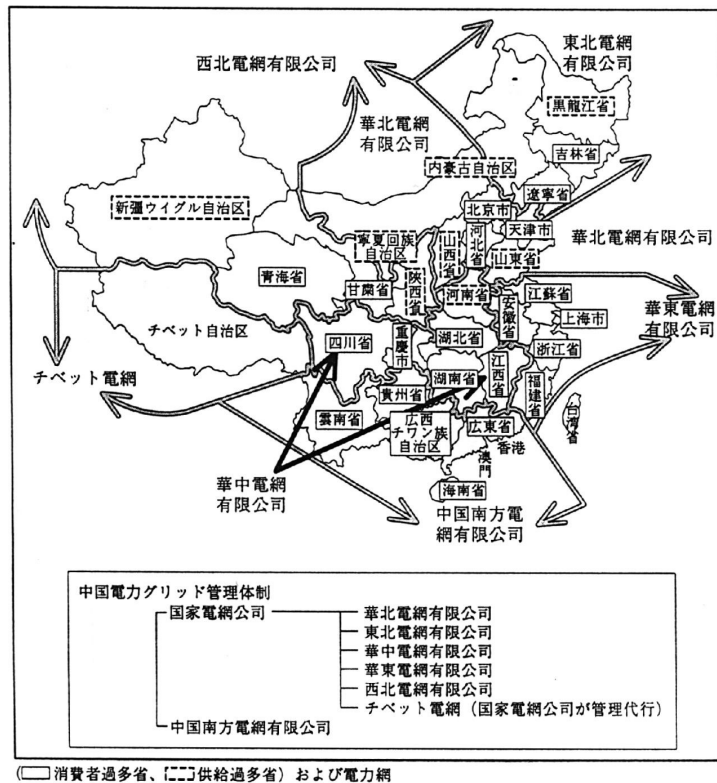 東北電網
有限公司
西北電網有限公司
黒龍江省
華北電網
有限公司
吉林省
内蒙古自治区
遼寧省
新疆ウイグル自治区
北京市
天津市
河北省
山西省
寧夏回族
自治区
華北電網有限公司
山東省
陝西省
青海省
甘粛省
河南省
江蘇省
安徽省
上海市
華東電網
有限公司
チベット自治区
四川省
重慶市
湖北省
浙江省
チベット電網
江西省
湖南省
貴州省
福建省
雲南省
広西
チワン族
自治区
広東省
台湾省
香港
澳門
華中電網
有限公司
海南省
中国南方電
網有限公司
中国電力グリッド管理体制
国家電網公司
華北電網有限公司
東北電網有限公司
華中電網有限公司
華東電網有限公司
西北電網有限公司
チベット電網（国家電網公司が管理代行）
中国南方電網有限公司
(消費者過多省、供給過多省）および電力網